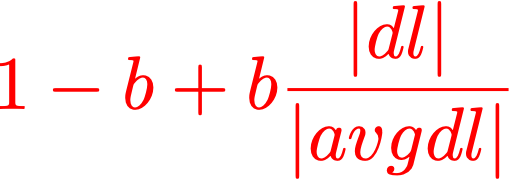 1 − b + b |dl| / |avgdl|